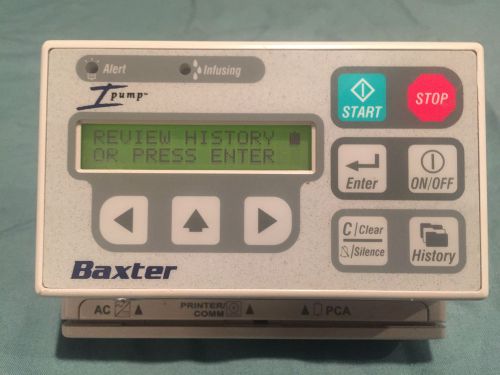 Alert
Infusing
Ipump™
START
STOP
REVIEW HISTORY
OR PRESS ENTER
Enter
ON/OFF
C/Clear
/Silence
History
Baxter
AC
PRINTER/
COMM
PCA